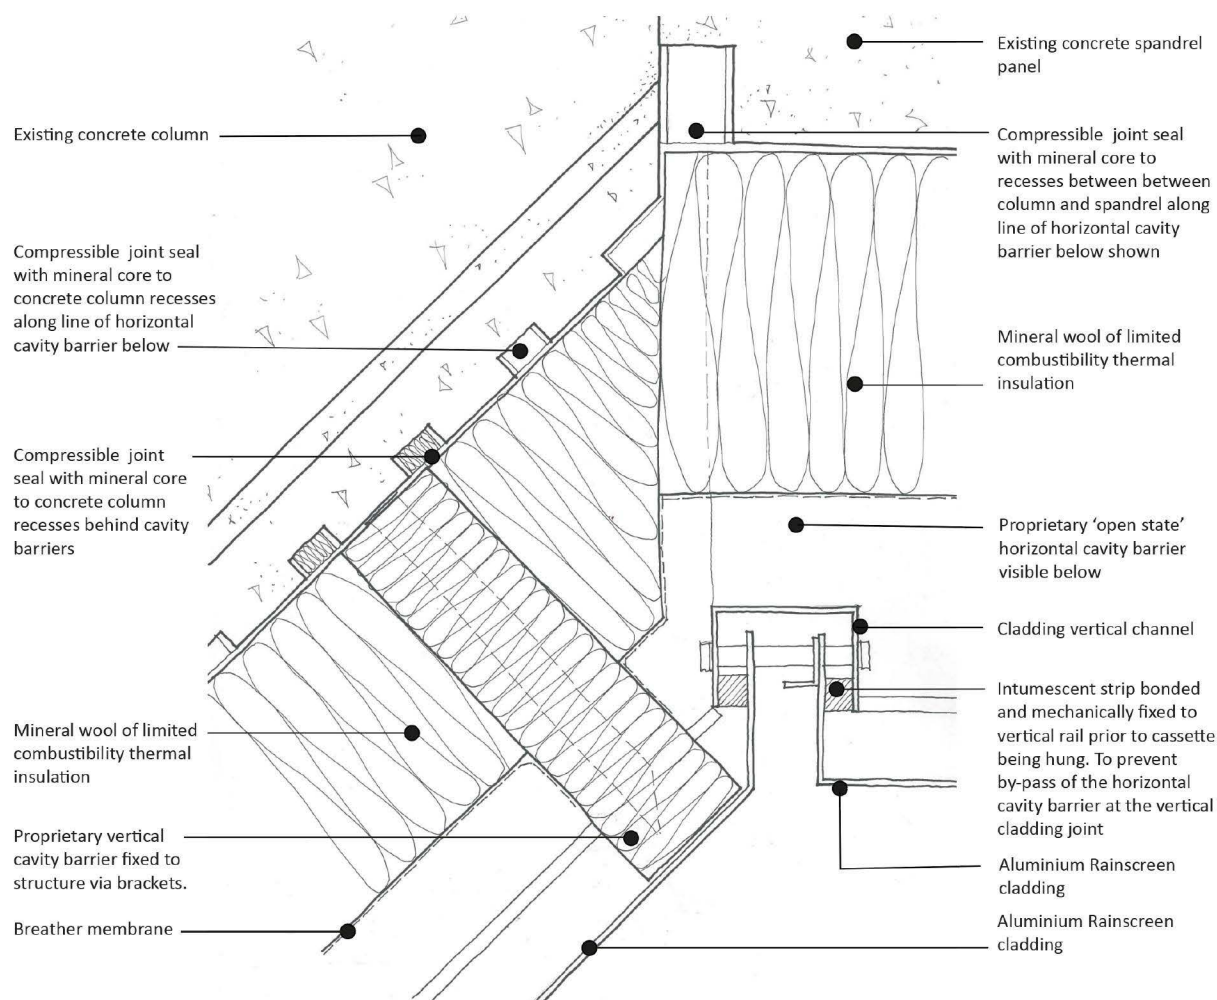 Existing concrete column
Compressible joint seal
with mineral core to
concrete column recesses
along line of horizontal
cavity barrier below
Compressible joint
seal with mineral core
to concrete column
recesses behind cavity
barriers
Mineral wool of limited
combustibility thermal
insulation
Proprietary vertical
cavity barrier fixed to
structure via brackets.
Breather membrane
Existing concrete spandrel
panel
Compressible joint seal
with mineral core to
recesses between between
column and spandrel along
line of horizontal cavity
barrier below shown
Mineral wool of limited
combustibility thermal
insulation
Proprietary ‘open state’
horizontal cavity barrier
visible below
Cladding vertical channel
Intumescent strip bonded
and mechanically fixed to
vertical rail prior to cassette
being hung. To prevent
by-pass of the horizontal
cavity barrier at the vertical
cladding joint
Aluminium Rainscreen
cladding
Aluminium Rainscreen
cladding